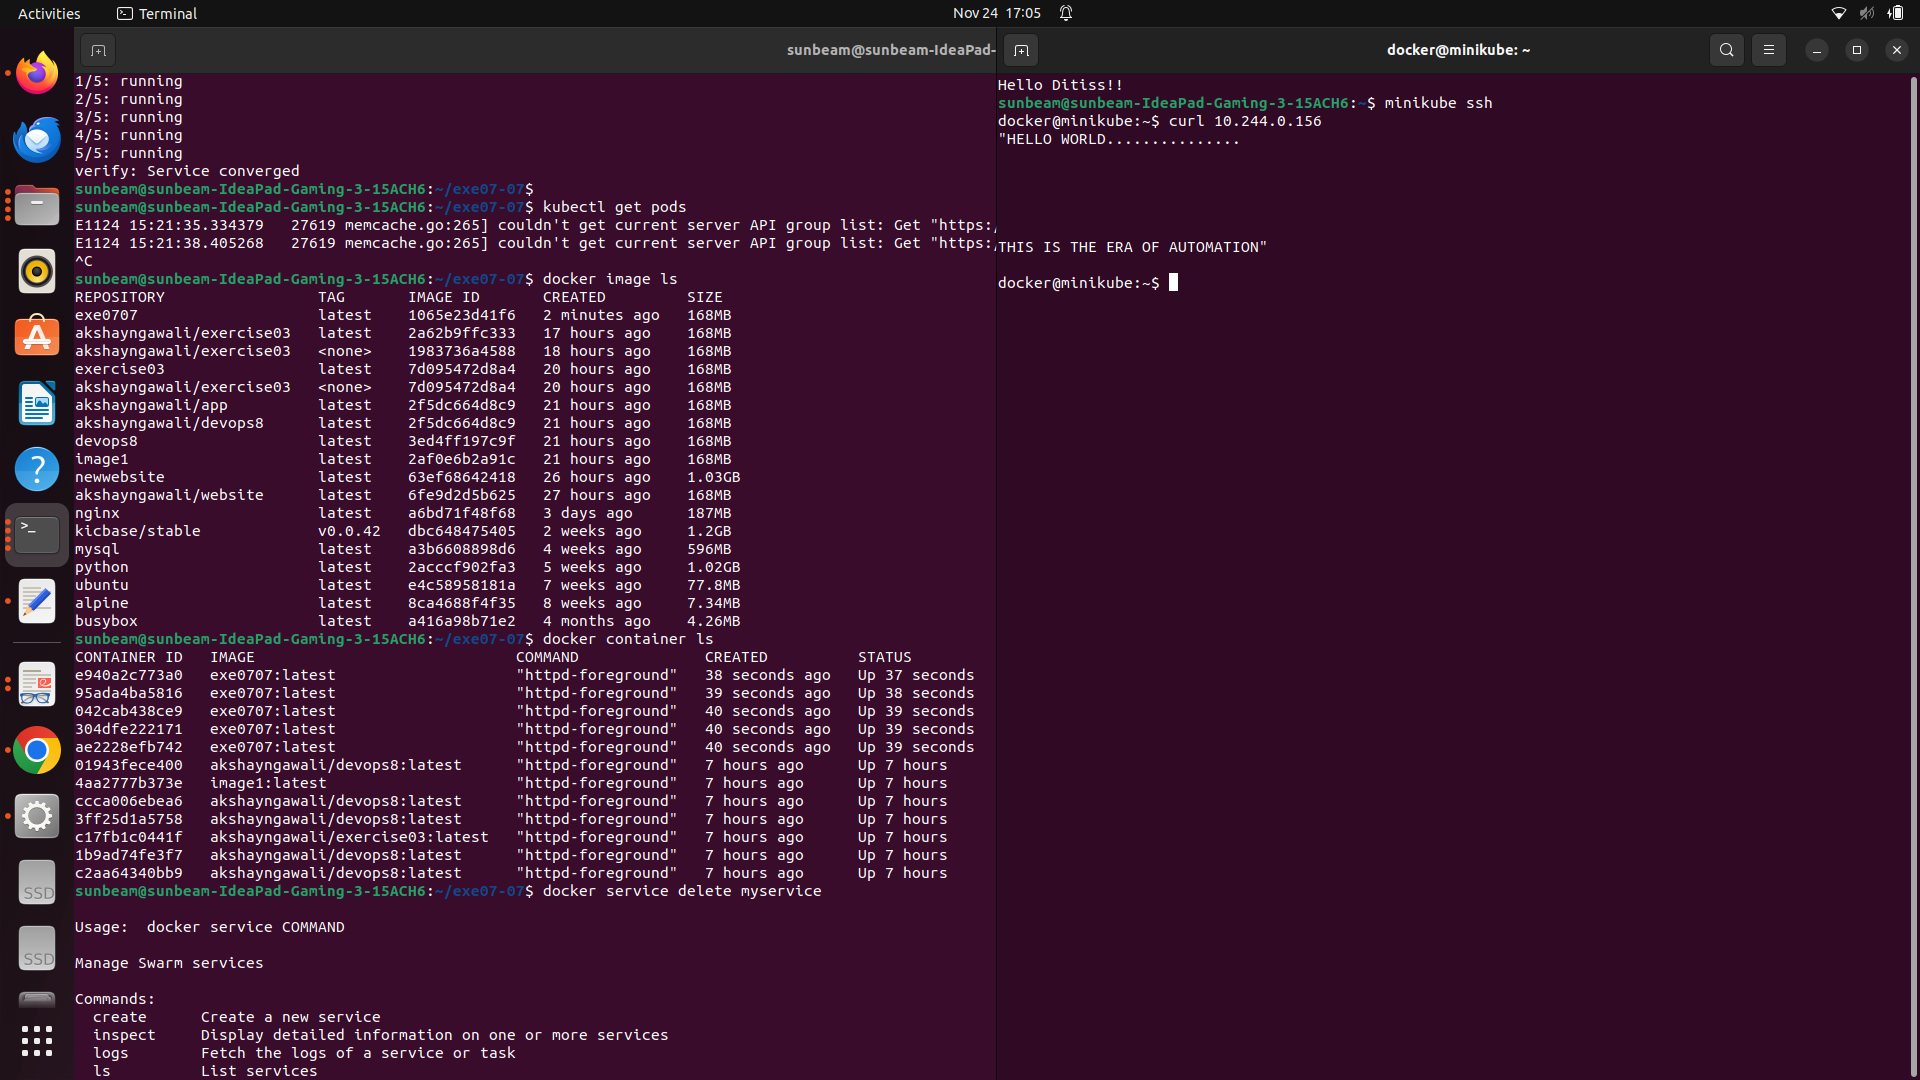 Activities
Terminal
Nov 24 17:05
sunbeam@sunbeam-IdeaPad-
1/5: running
2/5: running
3/5: running
4/5: running
5/5: running
verify: Service converged
sunbeam@sunbeam-IdeaPad-Gaming-3-15ACH6:~/exe07-07$
sunbeam@sunbeam-IdeaPad-Gaming-3-15ACH6:~/exe07-07$ kubectl get pods
E1124 15:21:35.334379   27619 memcache.go:265] couldn't get current server API group list: Get "https:/
E1124 15:21:38.405268   27619 memcache.go:265] couldn't get current server API group list: Get "https:/
^C
sunbeam@sunbeam-IdeaPad-Gaming-3-15ACH6:~/exe07-07$ docker image ls
REPOSITORY                 TAG       IMAGE ID       CREATED         SIZE
exe0707                    latest    1065e23d41f6   2 minutes ago   168MB
akshayngawali/exercise03   latest    2a62b9ffc333   17 hours ago    168MB
akshayngawali/exercise03   <none>    1983736a4588   18 hours ago    168MB
exercise03                 latest    7d095472d8a4   20 hours ago    168MB
akshayngawali/exercise03   <none>    7d095472d8a4   20 hours ago    168MB
akshayngawali/app          latest    2f5dc664d8c9   21 hours ago    168MB
akshayngawali/devops8      latest    2f5dc664d8c9   21 hours ago    168MB
devops8                    latest    3ed4ff197c9f   21 hours ago    168MB
image1                     latest    2af0e6b2a91c   21 hours ago    168MB
newwebsite                 latest    63ef68642418   26 hours ago    1.03GB
akshayngawali/website      latest    6fe9d2d5b625   27 hours ago    168MB
nginx                      latest    a6bd71f48f68   3 days ago      187MB
kicbase/stable             v0.0.42   dbc648475405   2 weeks ago     1.2GB
mysql                      latest    a3b6608898d6   4 weeks ago     596MB
python                     latest    2acccf902fa3   5 weeks ago     1.02GB
ubuntu                     latest    e4c58958181a   7 weeks ago     77.8MB
alpine                     latest    8ca4688f4f35   8 weeks ago     7.34MB
busybox                    latest    a416a98b71e2   4 months ago    4.26MB
sunbeam@sunbeam-IdeaPad-Gaming-3-15ACH6:~/exe07-07$ docker container ls
CONTAINER ID   IMAGE                             COMMAND              CREATED          STATUS
e940a2c773a0   exe0707:latest                    "httpd-foreground"   38 seconds ago   Up 37 seconds
95ada4ba5816   exe0707:latest                    "httpd-foreground"   39 seconds ago   Up 38 seconds
042cab438ce9   exe0707:latest                    "httpd-foreground"   40 seconds ago   Up 39 seconds
304dfe222171   exe0707:latest                    "httpd-foreground"   40 seconds ago   Up 39 seconds
ae2228efb742   exe0707:latest                    "httpd-foreground"   40 seconds ago   Up 39 seconds
01943fece400   akshayngawali/devops8:latest      "httpd-foreground"   7 hours ago      Up 7 hours
4aa2777b373e   image1:latest                     "httpd-foreground"   7 hours ago      Up 7 hours
ccca006ebea6   akshayngawali/devops8:latest      "httpd-foreground"   7 hours ago      Up 7 hours
3ff25d1a5758   akshayngawali/devops8:latest      "httpd-foreground"   7 hours ago      Up 7 hours
c17fb1c0441f   akshayngawali/exercise03:latest   "httpd-foreground"   7 hours ago      Up 7 hours
1b9ad74fe3f7   akshayngawali/devops8:latest      "httpd-foreground"   7 hours ago      Up 7 hours
c2aa64340bb9   akshayngawali/devops8:latest      "httpd-foreground"   7 hours ago      Up 7 hours
sunbeam@sunbeam-IdeaPad-Gaming-3-15ACH6:~/exe07-07$ docker service delete myservice
Usage:  docker service COMMAND
Manage Swarm services
Commands:
create      Create a new service
inspect     Display detailed information on one or more services
logs        Fetch the logs of a service or task
ls          List services
docker@minikube: ~
Hello Ditiss!!
sunbeam@sunbeam-IdeaPad-Gaming-3-15ACH6:~$ minikube ssh
docker@minikube:~$ curl 10.244.0.156
"HELLO WORLD...............
THIS IS THE ERA OF AUTOMATION"
docker@minikube:~$
SSD
SSD